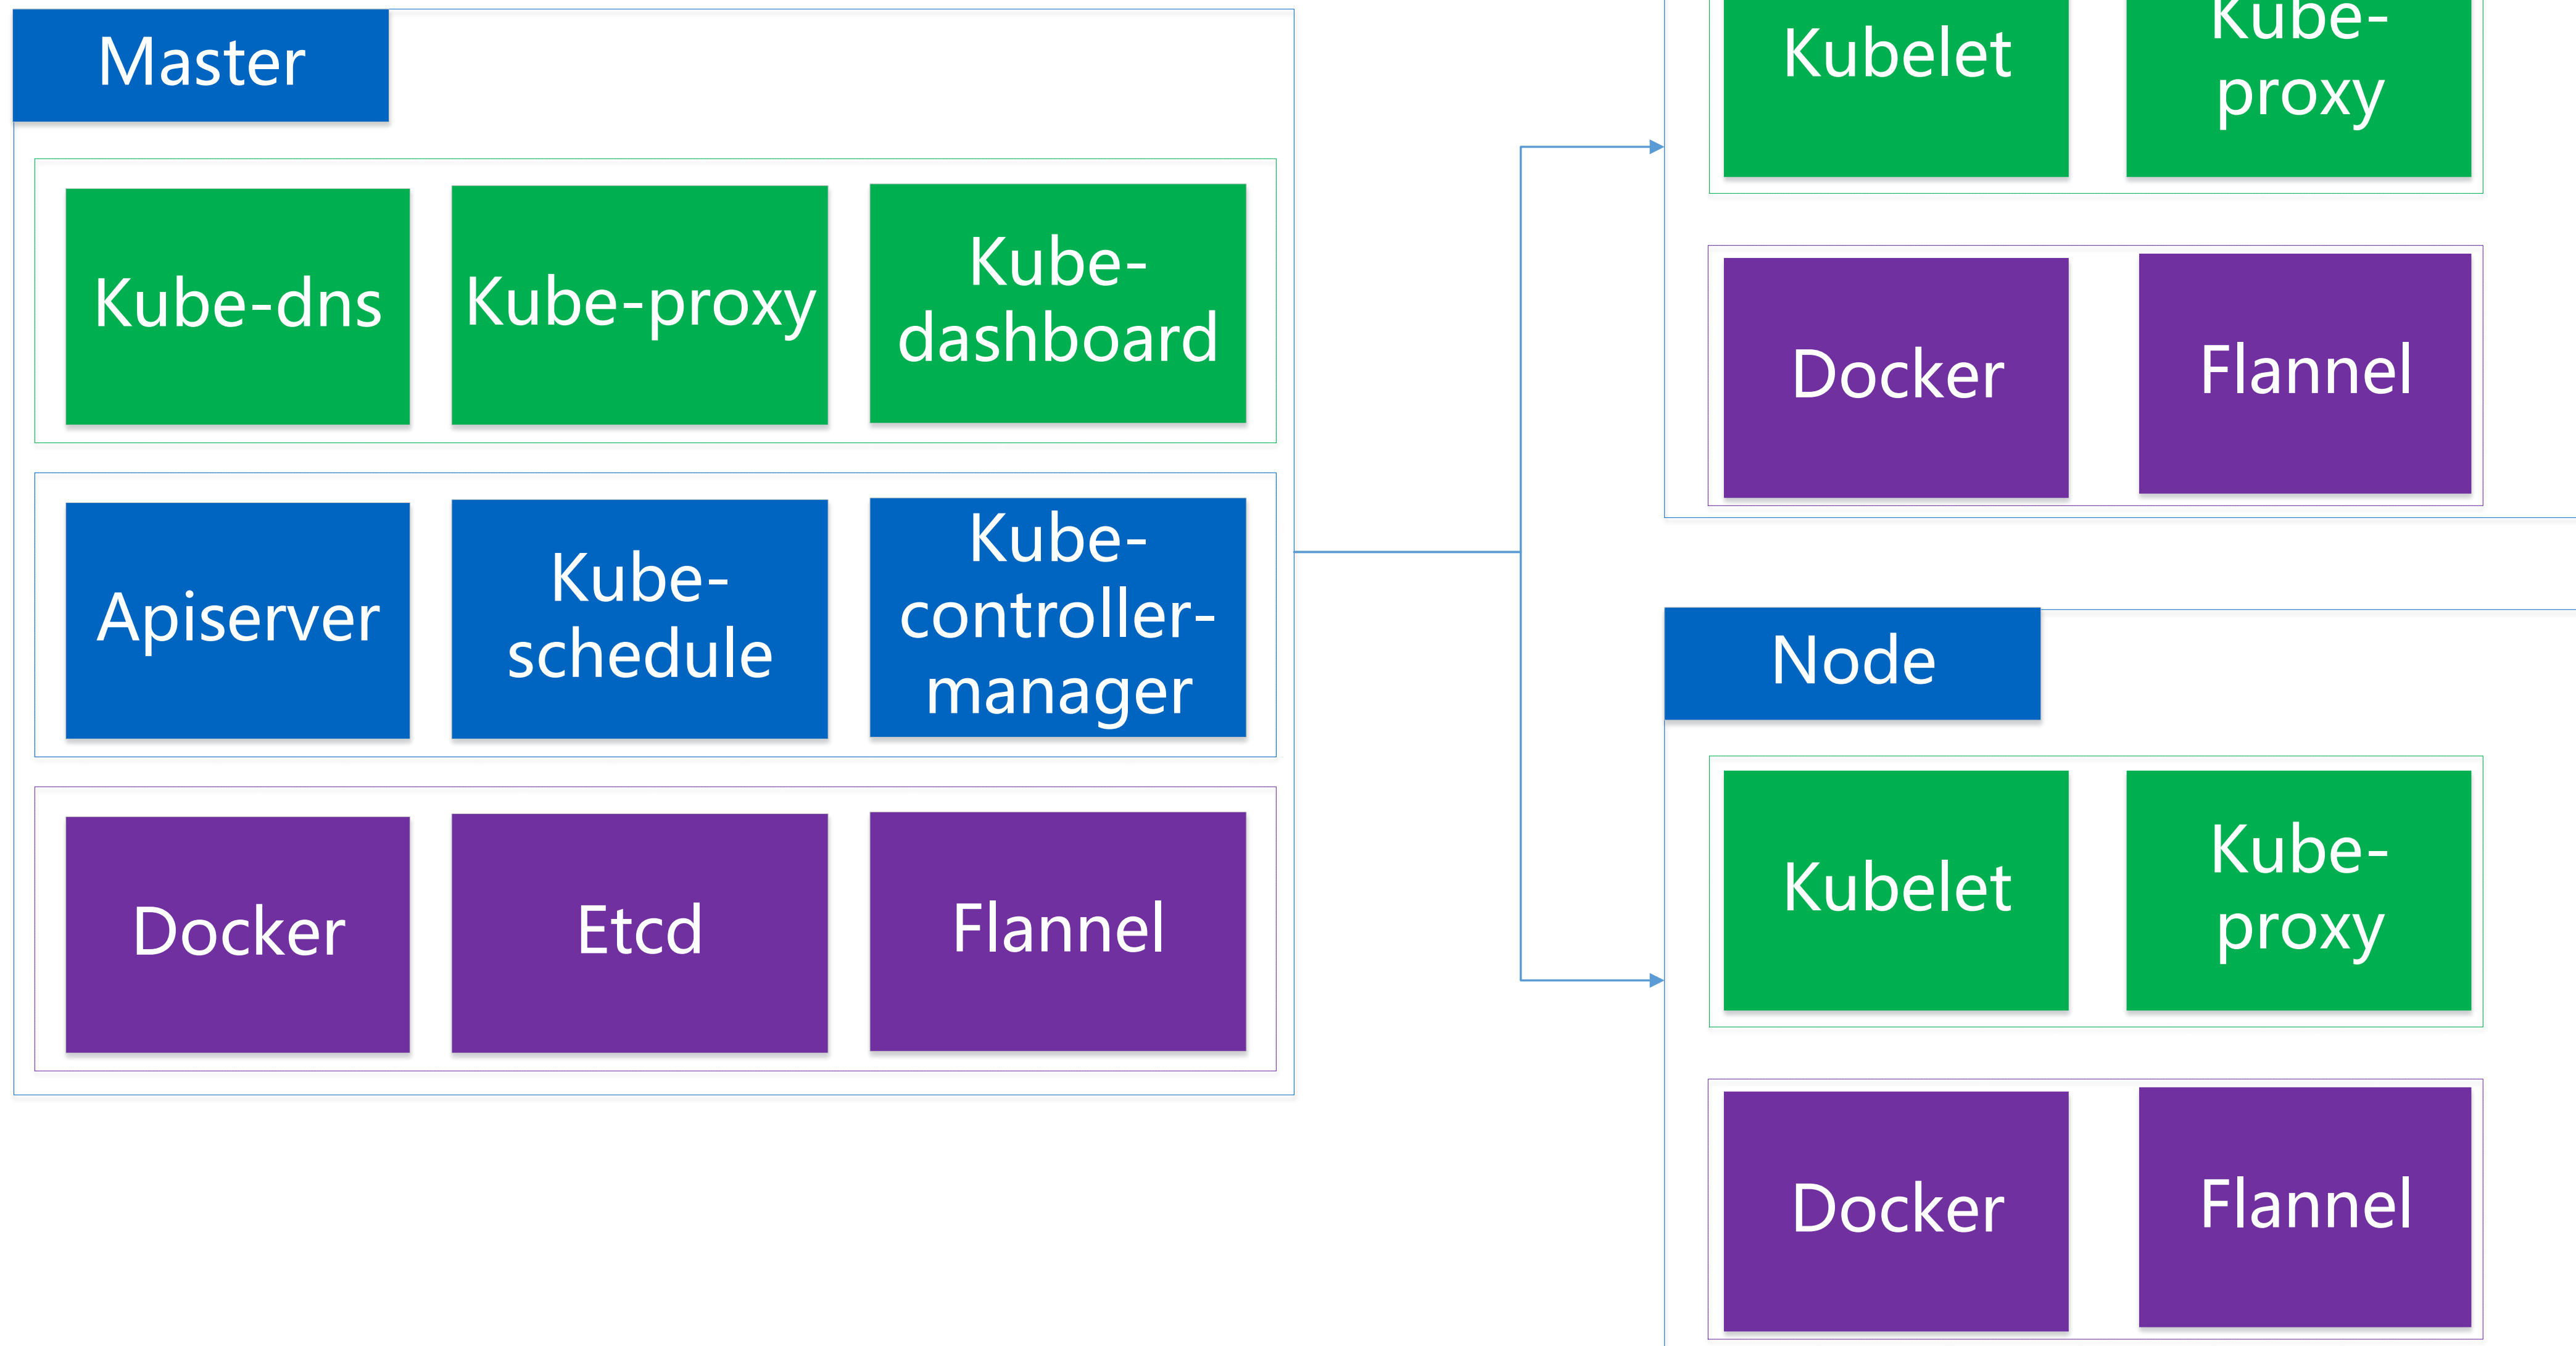 Master
Kube-dns
Kube-proxy
Kube-
dashboard
Apiserver
Kube-
schedule
Kube-
controller-
manager
Docker
Etcd
Flannel
Kubelet
Kube-
proxy
Docker
Flannel
Node
Kubelet
Kube-
proxy
Docker
Flannel